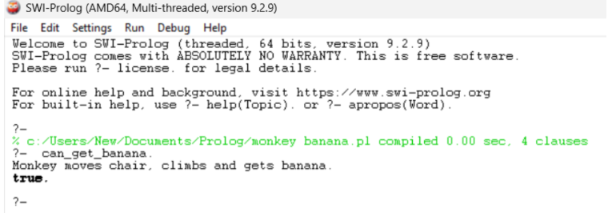 SWI-Prolog (AMD64, Multi-threaded, version 9.2.9)
File Edit Settings Run Debug Help
Welcome to SWI-Prolog (threaded, 64 bits, version 9.2.9)
SWI-Prolog comes with ABSOLUTELY NO WARRANTY. This is free software.
Please run ?- license. for legal details.
For online help and background, visit https://www.swi-prolog.org
For built-in help, use ?- help(Topic). or ?- apropos(Word).
?-
% c:/Users/New/Documents/Prolog/monkey banana.pl compiled 0.00 sec, 4 clauses
?- can_get_banana.
Monkey moves chair, climbs and gets banana.
true.
?-